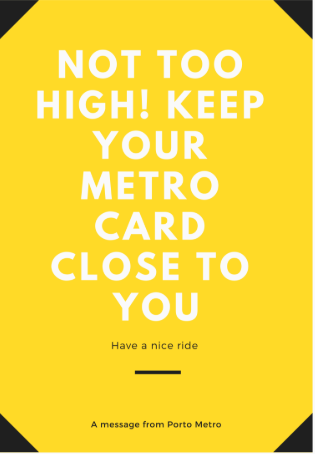 NOT TOO
HIGH! KEEP
YOUR
METRO
CARD
CLOSE TO
YOU
Have a nice ride
A message from Porto Metro